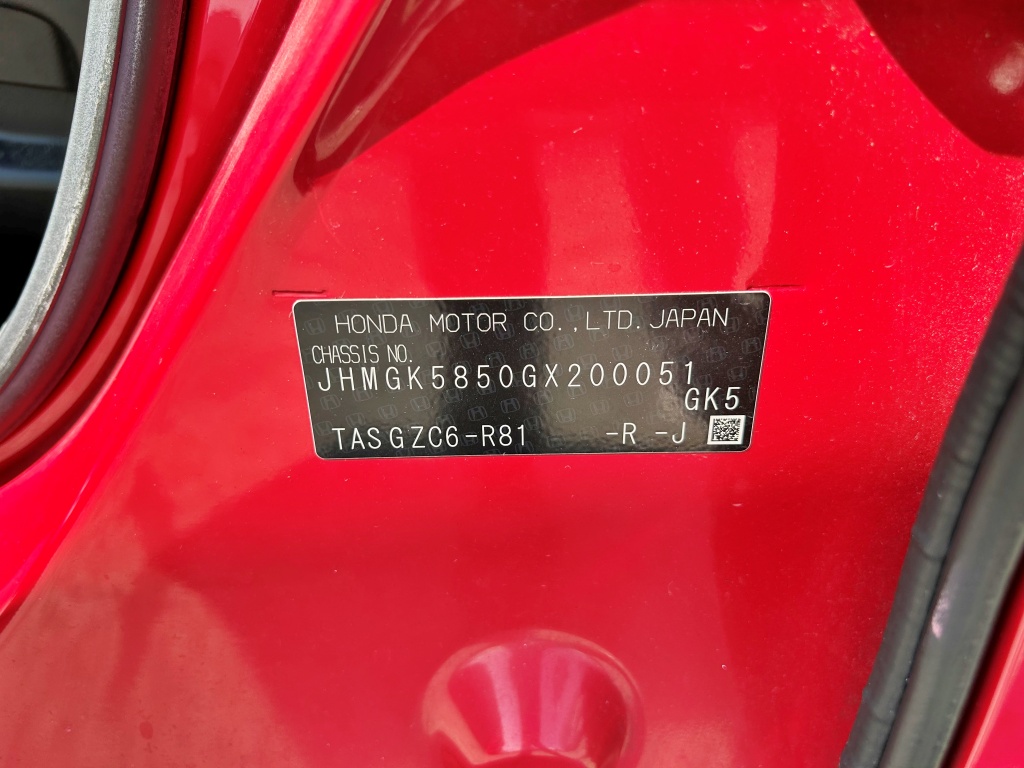 HONDA MOTOR CO.,LTD. JAPAN
CHASSIS NO.
JHMGK5850GX200051
GK5
TASGZC6-R81 -R -J